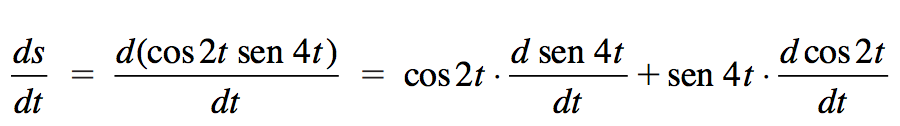 ds/dt = d(cos 2t sen 4t)/dt = cos 2t · d sen 4t/dt + sen 4t · d cos 2t/dt